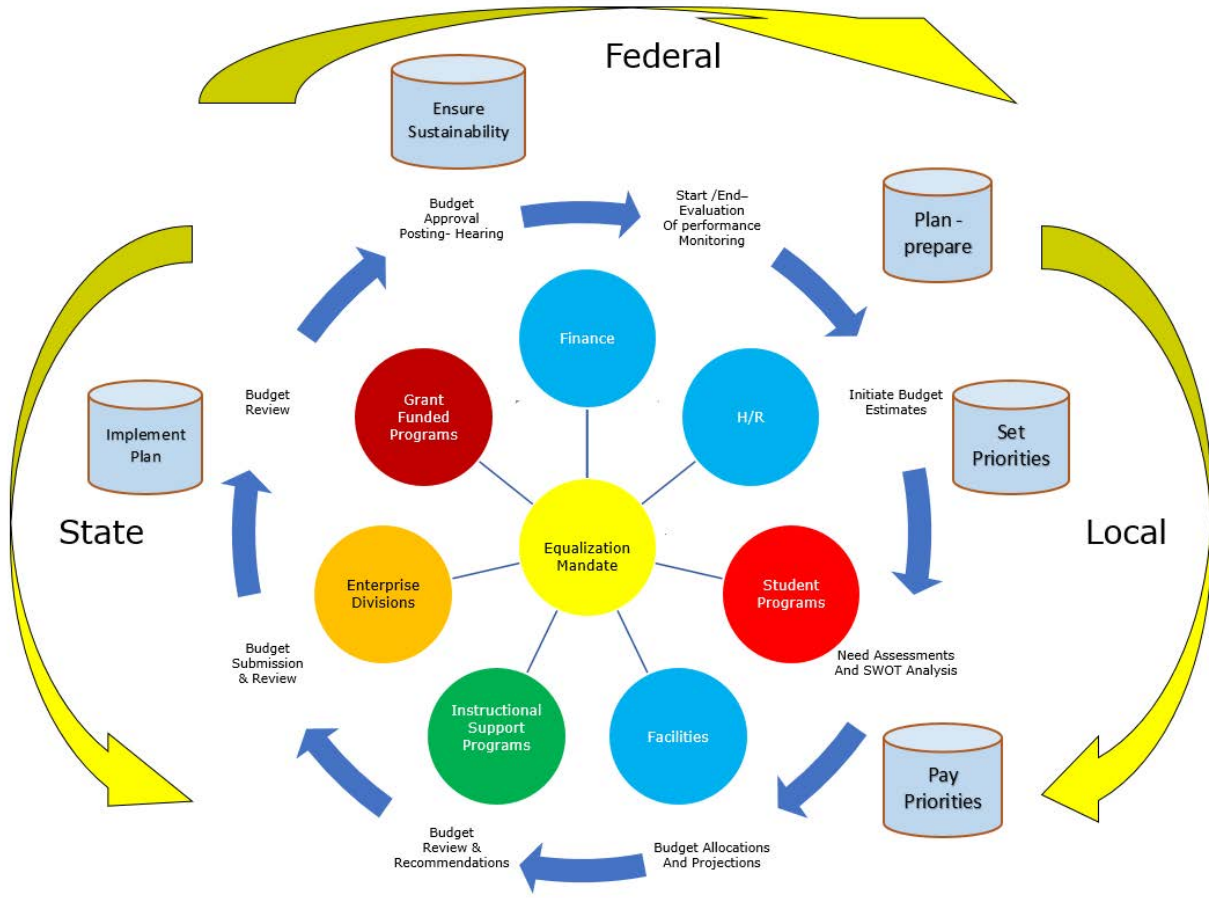 Federal
Ensure
Sustainability
Budget
Approval
Posting- Hearing
Start /End–
Evaluation
Of performance
Monitoring
Plan -
prepare
Finance
Grant
Funded
Programs
H/R
Budget
Review
Initiate Budget
Estimates
Implement
Plan
Set
Priorities
State
Local
Equalization
Mandate
Enterprise
Divisions
Student
Programs
Budget
Submission
& Review
Need Assessments
And SWOT Analysis
Instructional
Support
Programs
Facilities
Pay
Priorities
Budget
Review &
Recommendations
Budget Allocations
And Projections